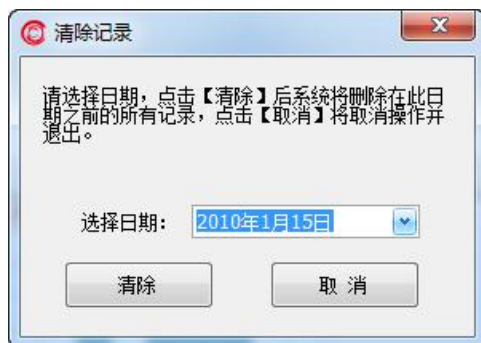 清除记录
请选择日期，点击【清除】后系统将删除在此日
期之前的所有记录，点击【取消】将取消操作并
退出。
选择日期： 2010年1月15日
清除 取 消